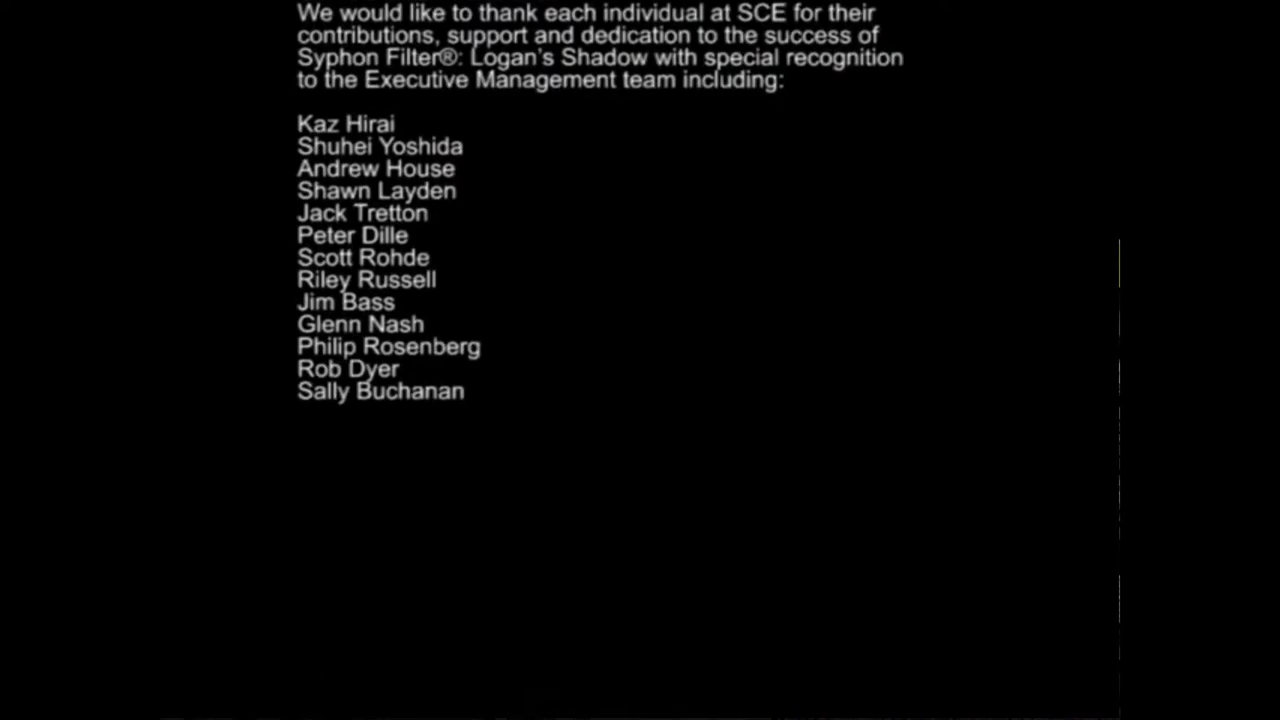 We would like to thank each individual at SCE for their
contributions, support and dedication to the success of
Syphon Filter®: Logan's Shadow with special recognition
to the Executive Management team including:
Kaz Hirai
Shuhei Yoshida
Andrew House
Shawn Layden
Jack Tretton
Peter Dille
Scott Rohde
Riley Russell
Jim Bass
Glenn Nash
Philip Rosenberg
Rob Dyer
Sally Buchanan